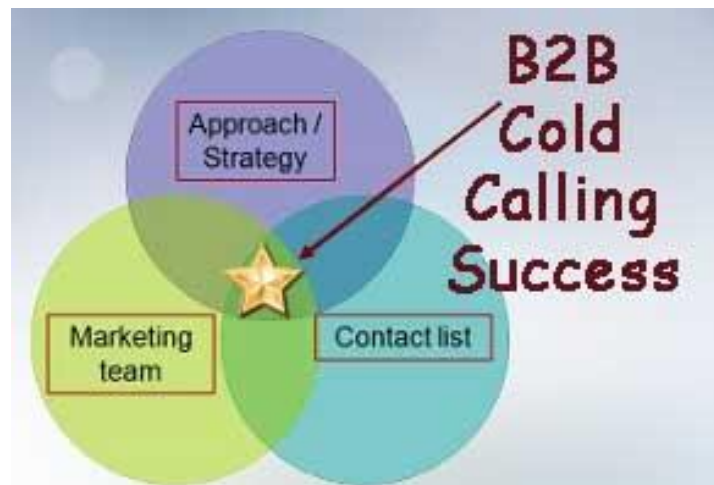 B2B
Cold
Calling
Success
Approach /
Strategy
Marketing
team
Contact list